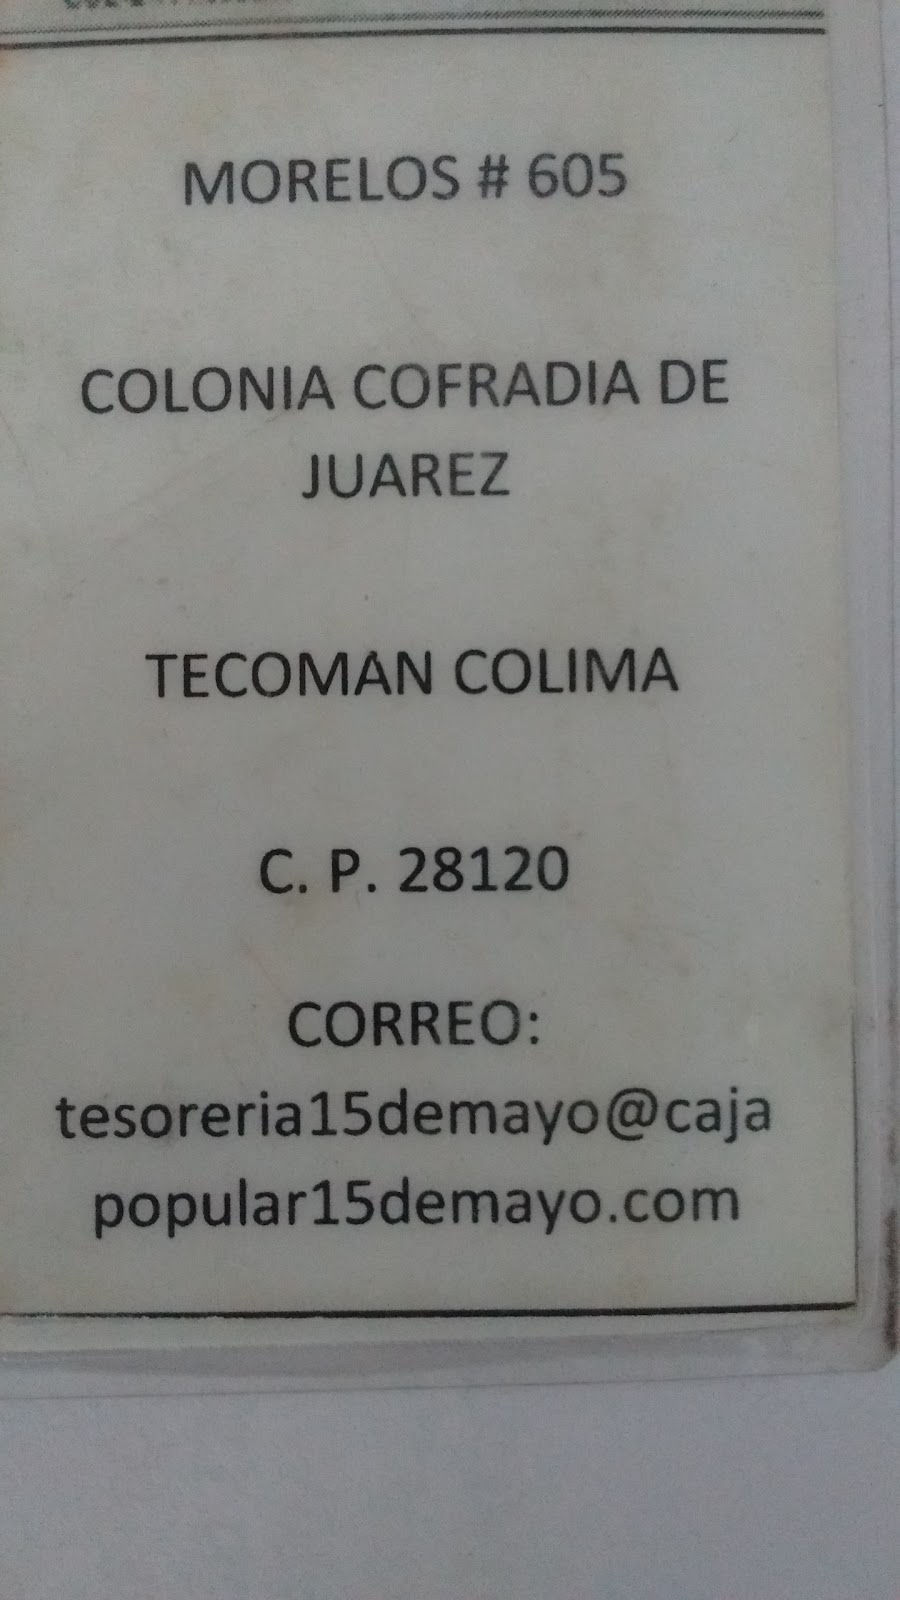 MORELOS # 605
COLONIA COFRADIA DE
JUAREZ
TECOMAN COLIMA
C. P. 28120
CORREO:
tesoreria15demayo@caja
popular15demayo.com